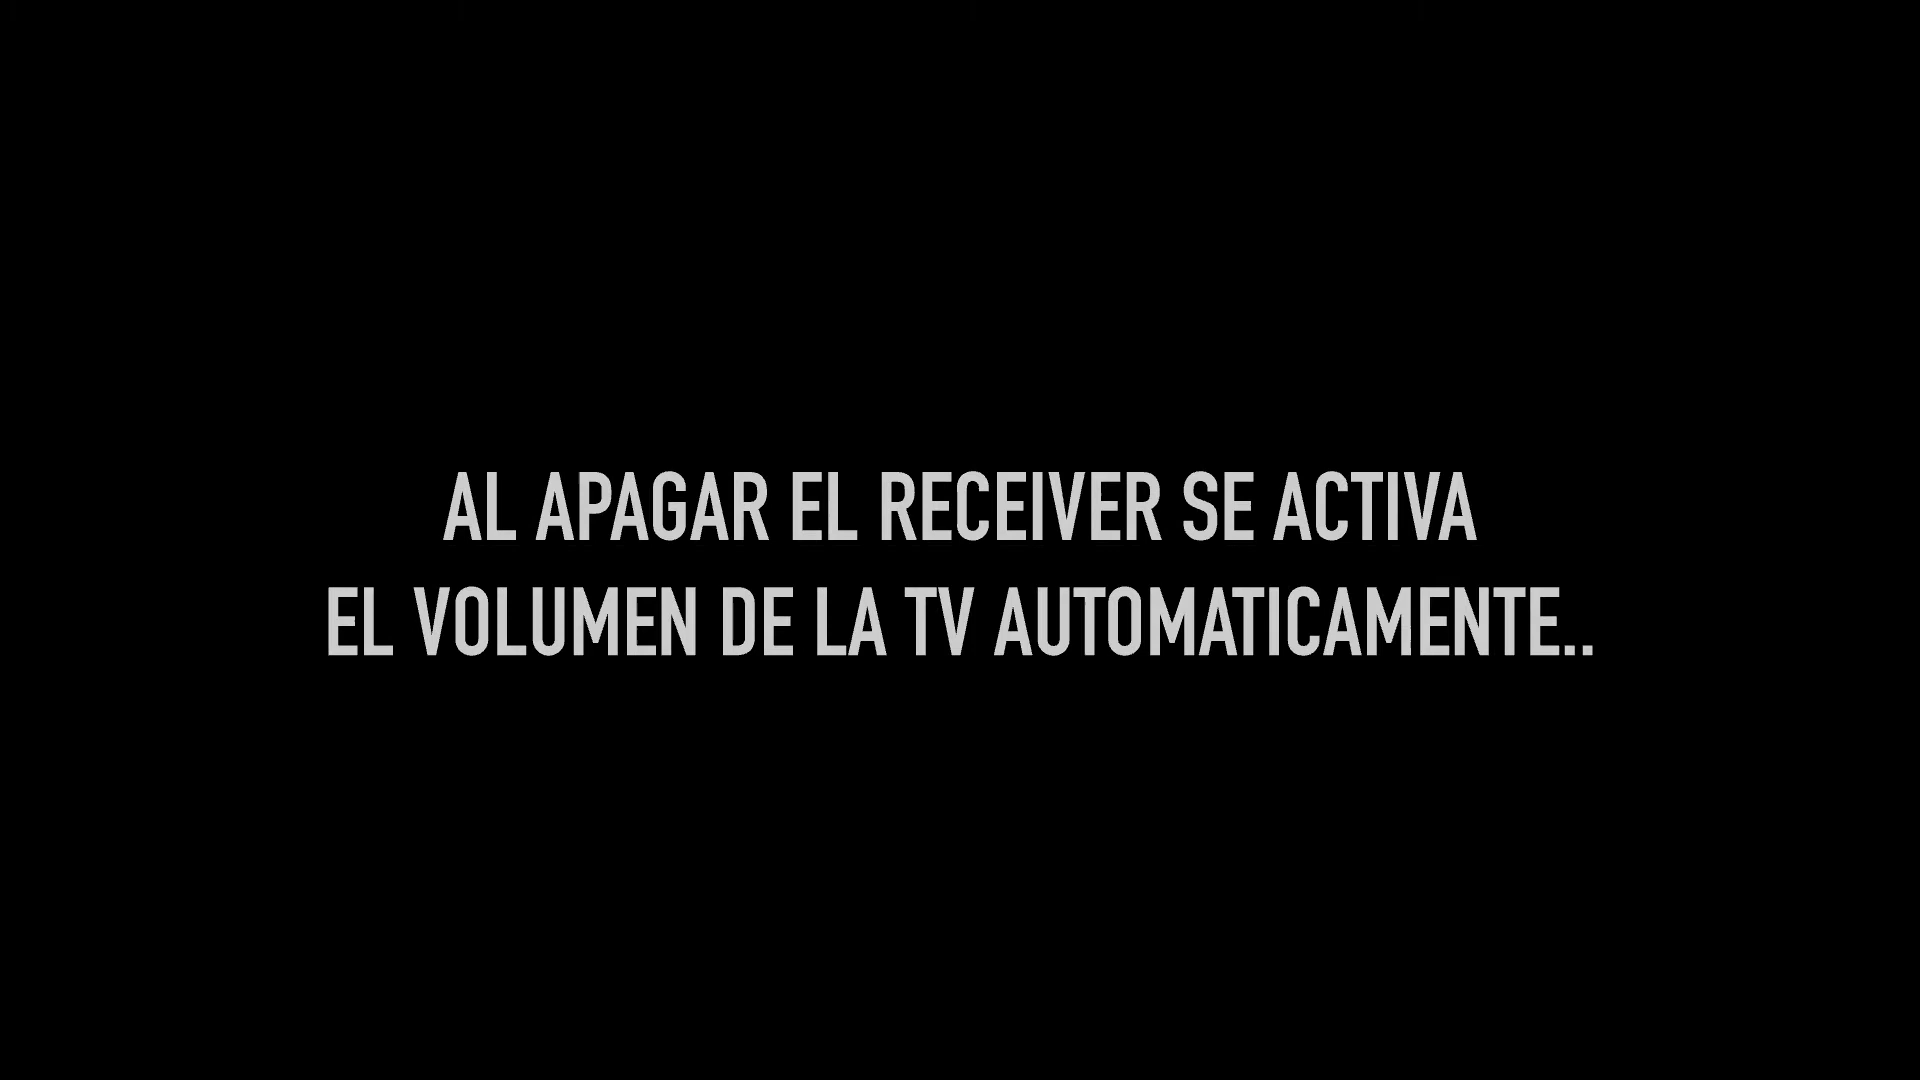 AL APAGAR EL RECEIVER SE ACTIVA
EL VOLUMEN DE LA TV AUTOMATICAMENTE..